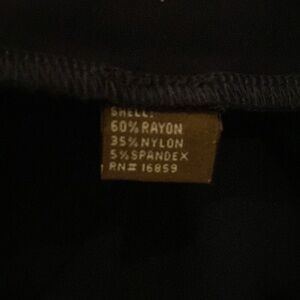 SHELL:
60% RAYON
35% NYLON
5% SPANDEX
RN# 16859